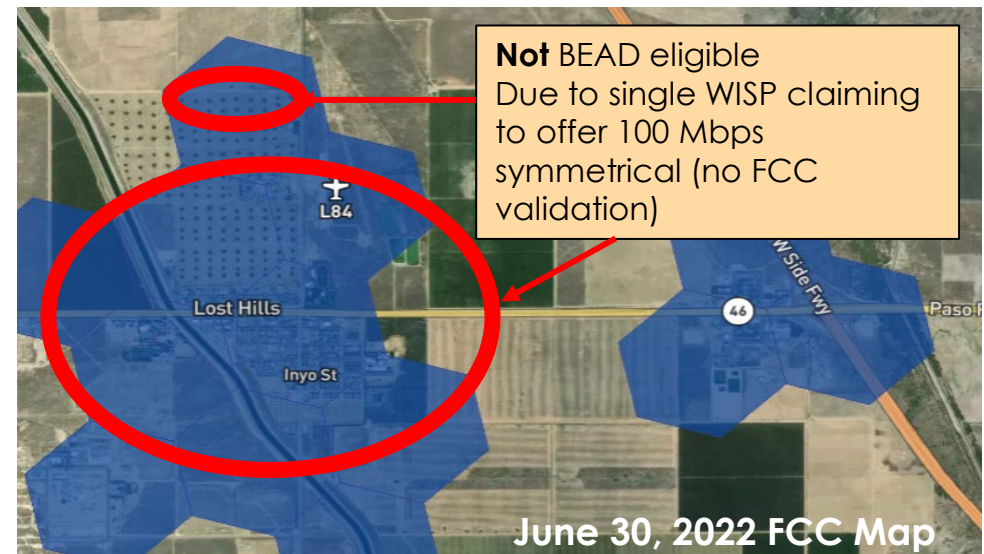 Not BEAD eligible
Due to single WISP claiming
to offer 100 Mbps
symmetrical (no FCC
validation)
L84
W Side Fwy
Lost Hills
46
Inyo St
June 30, 2022 FCC Map